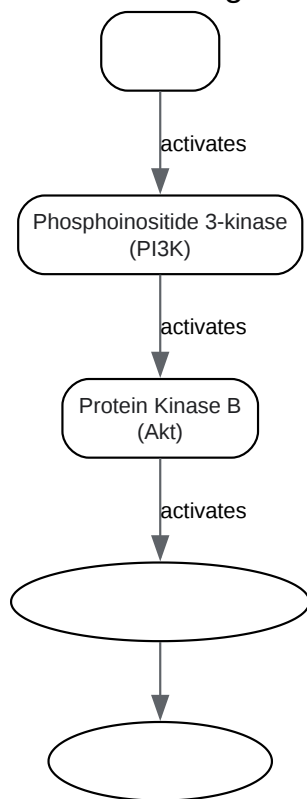 activates
Phosphoinositide 3-kinase
(PI3K)
activates
Protein Kinase B
(Akt)
activates